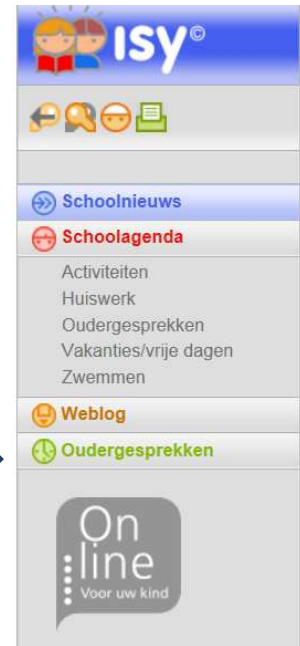 ISY©
Schoolnieuws
Schoolagenda
Activiteiten
Huiswerk
Oudergesprekken
Vakanties/vrije dagen
Zwemmen
Weblog
Oudergesprekken
On
line
Voor uw kind